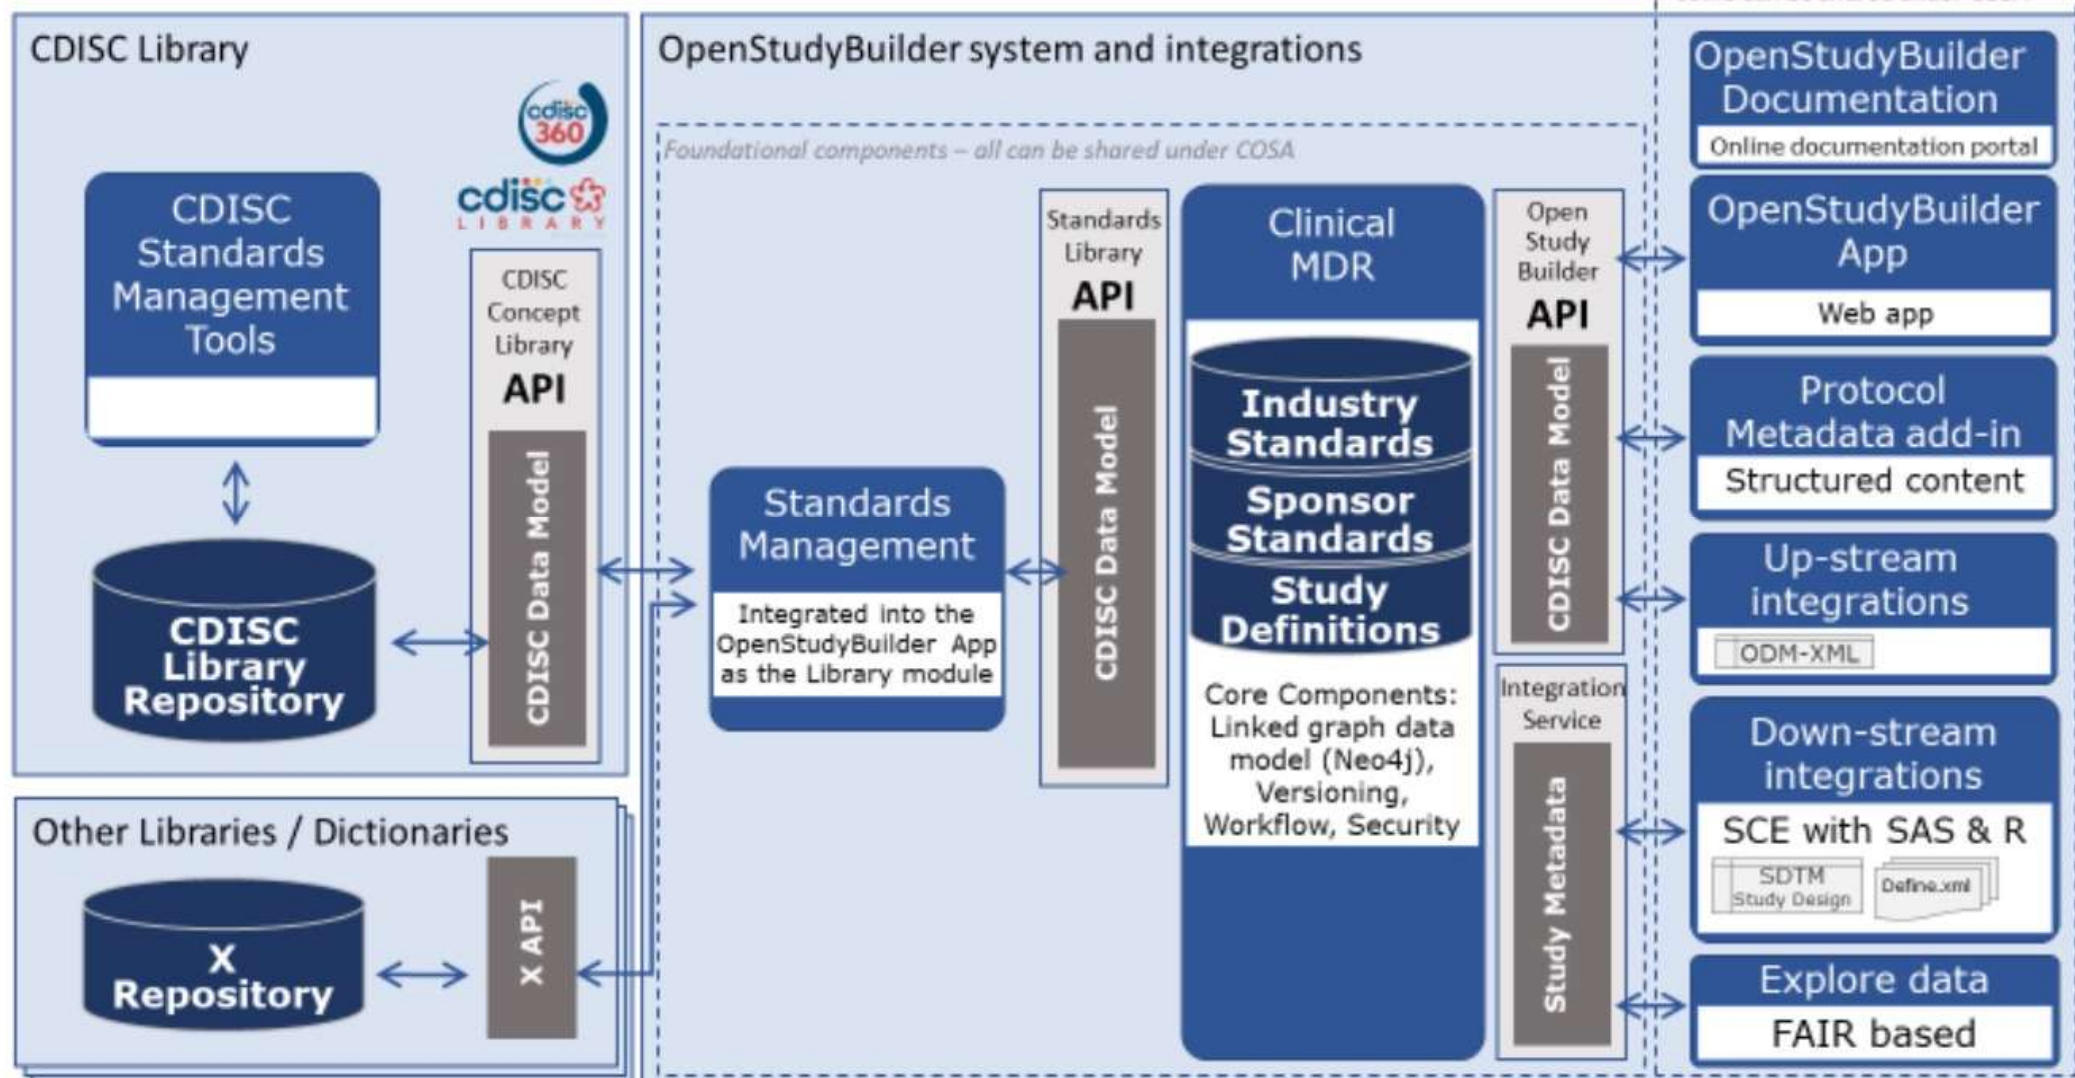 CDISC Library
cdisc
360
cdisc
LIBRARY
CDISC
Standards
Management
Tools
CDISC
Concept
Library
API
CDISC Data Model
CDISC
Library
Repository
Other Libraries / Dictionaries
X
Repository
X API
OpenStudyBuilder system and integrations
Foundational components – all can be shared under COSA
Standards
Management
Integrated into the
OpenStudyBuilder App
as the Library module
Standards
Library
API
CDISC Data Model
Clinical
MDR
Industry
Standards
Sponsor
Standards
Study
Definitions
Core Components:
Linked graph data
model (Neo4j),
Versioning,
Workflow, Security
Open
Study
Builder
API
CDISC Data Model
Integration
Service
Study Metadata
OpenStudyBuilder
Documentation
Online documentation portal
OpenStudyBuilder
App
Web app
Protocol
Metadata add-in
Structured content
Up-stream
integrations
ODM-XML
Down-stream
integrations
SCE with SAS & R
SDTM
Study Design
Define.xml
Explore data
FAIR based